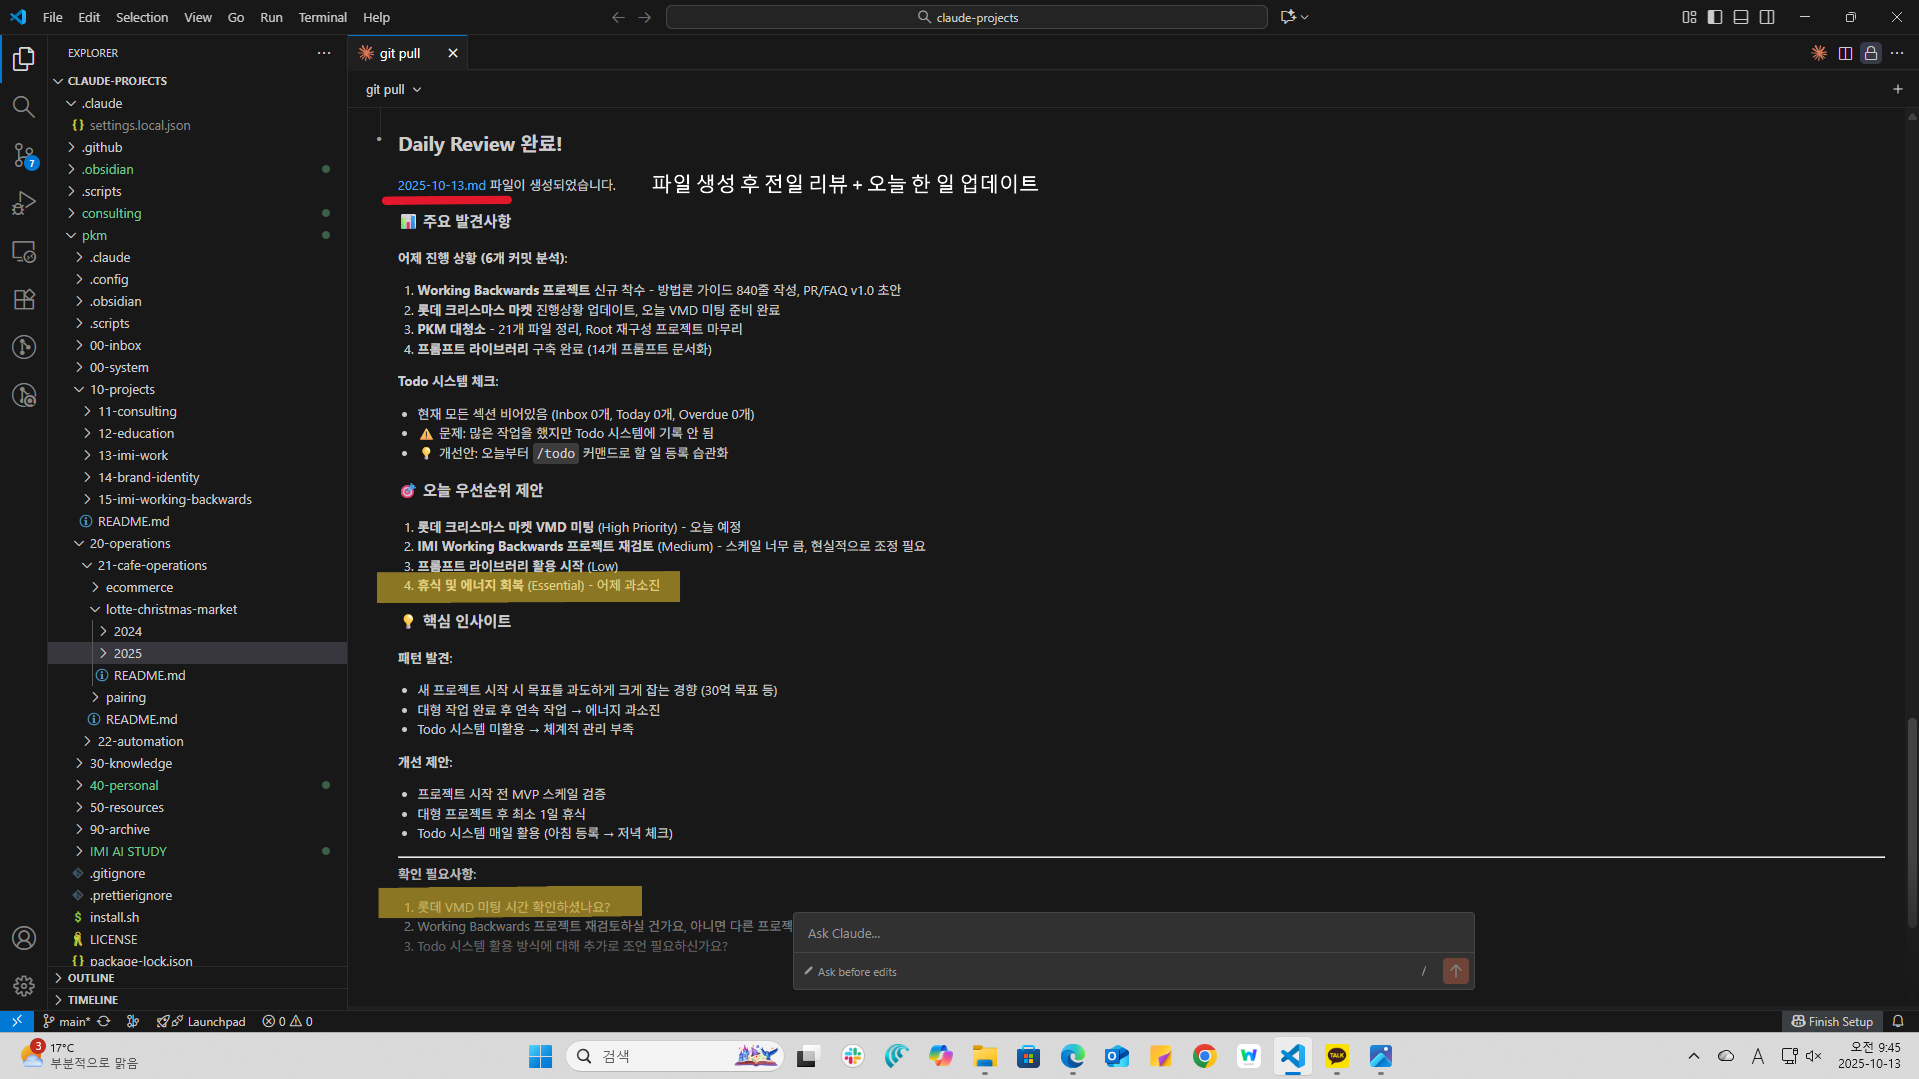 File Edit Selection View Go Run Terminal Help
claude-projects
EXPLORER
CLAUDE-PROJECTS
.claude
settings.local.json
.github
.obsidian
.scripts
consulting
pkm
.claude
.config
.obsidian
.scripts
00-inbox
00-system
10-projects
11-consulting
12-education
13-imi-work
14-brand-identity
15-imi-working-backwards
README.md
20-operations
21-cafe-operations
ecommerce
lotte-christmas-market
2024
2025
README.md
pairing
README.md
22-automation
30-knowledge
40-personal
50-resources
90-archive
IMI AI STUDY
.gitignore
.prettierignore
install.sh
LICENSE
package-lock.json
OUTLINE
TIMELINE
7
git pull
git pull
Daily Review 완료!
2025-10-13.md 파일이 생성되었습니다.
파일 생성 후 전일 리뷰 + 오늘 한 일 업데이트
주요 발견사항
어제 진행 상황 (6개 커밋 분석):
1. Working Backwards 프로젝트 신규 착수 - 방법론 가이드 840줄 작성, PR/FAQ v1.0 초안
2. 롯데 크리스마스 마켓 진행상황 업데이트, 오늘 VMD 미팅 준비 완료
3. PKM 대청소 - 21개 파일 정리, Root 재구성 프로젝트 마무리
4. 프롬프트 라이브러리 구축 완료 (14개 프롬프트 문서화)
Todo 시스템 체크:
• 현재 모든 섹션 비어있음 (Inbox 0개, Today 0개, Overdue 0개)
• ⚠️ 문제: 많은 작업을 했지만 Todo 시스템에 기록 안 됨
• 💡 개선안: 오늘부터 /todo 커맨드로 할 일 등록 습관화
오늘 우선순위 제안
1. 롯데 크리스마스 마켓 VMD 미팅 (High Priority) - 오늘 예정
2. IMI Working Backwards 프로젝트 재검토 (Medium) - 스케일 너무 큼, 현실적으로 조정 필요
3. 프롬프트 라이브러리 활용 시작 (Low)
4. 휴식 및 에너지 회복 (Essential) - 어제 과소진
핵심 인사이트
패턴 발견:
• 새 프로젝트 시작 시 목표를 과도하게 크게 잡는 경향 (30억 목표 등)
• 대형 작업 완료 후 연속 작업 → 에너지 과소진
• Todo 시스템 미활용 → 체계적 관리 부족
개선 제안:
• 프로젝트 시작 전 MVP 스케일 검증
• 대형 프로젝트 후 최소 1일 휴식
• Todo 시스템 매일 활용 (아침 등록 → 저녁 체크)
확인 필요사항:
1. 롯데 VMD 미팅 시간 확인하셨나요?
2. Working Backwards 프로젝트 재검토하실 건가요, 아니면 다른 프로젝
3. Todo 시스템 활용 방식에 대해 추가로 조언 필요하신가요?
Ask Claude...
Ask before edits
/
main* Launchpad 0 0
Finish Setup
3
17°C
부분적으로 맑음
검색
TALK
A
오전 9:45
2025-10-13